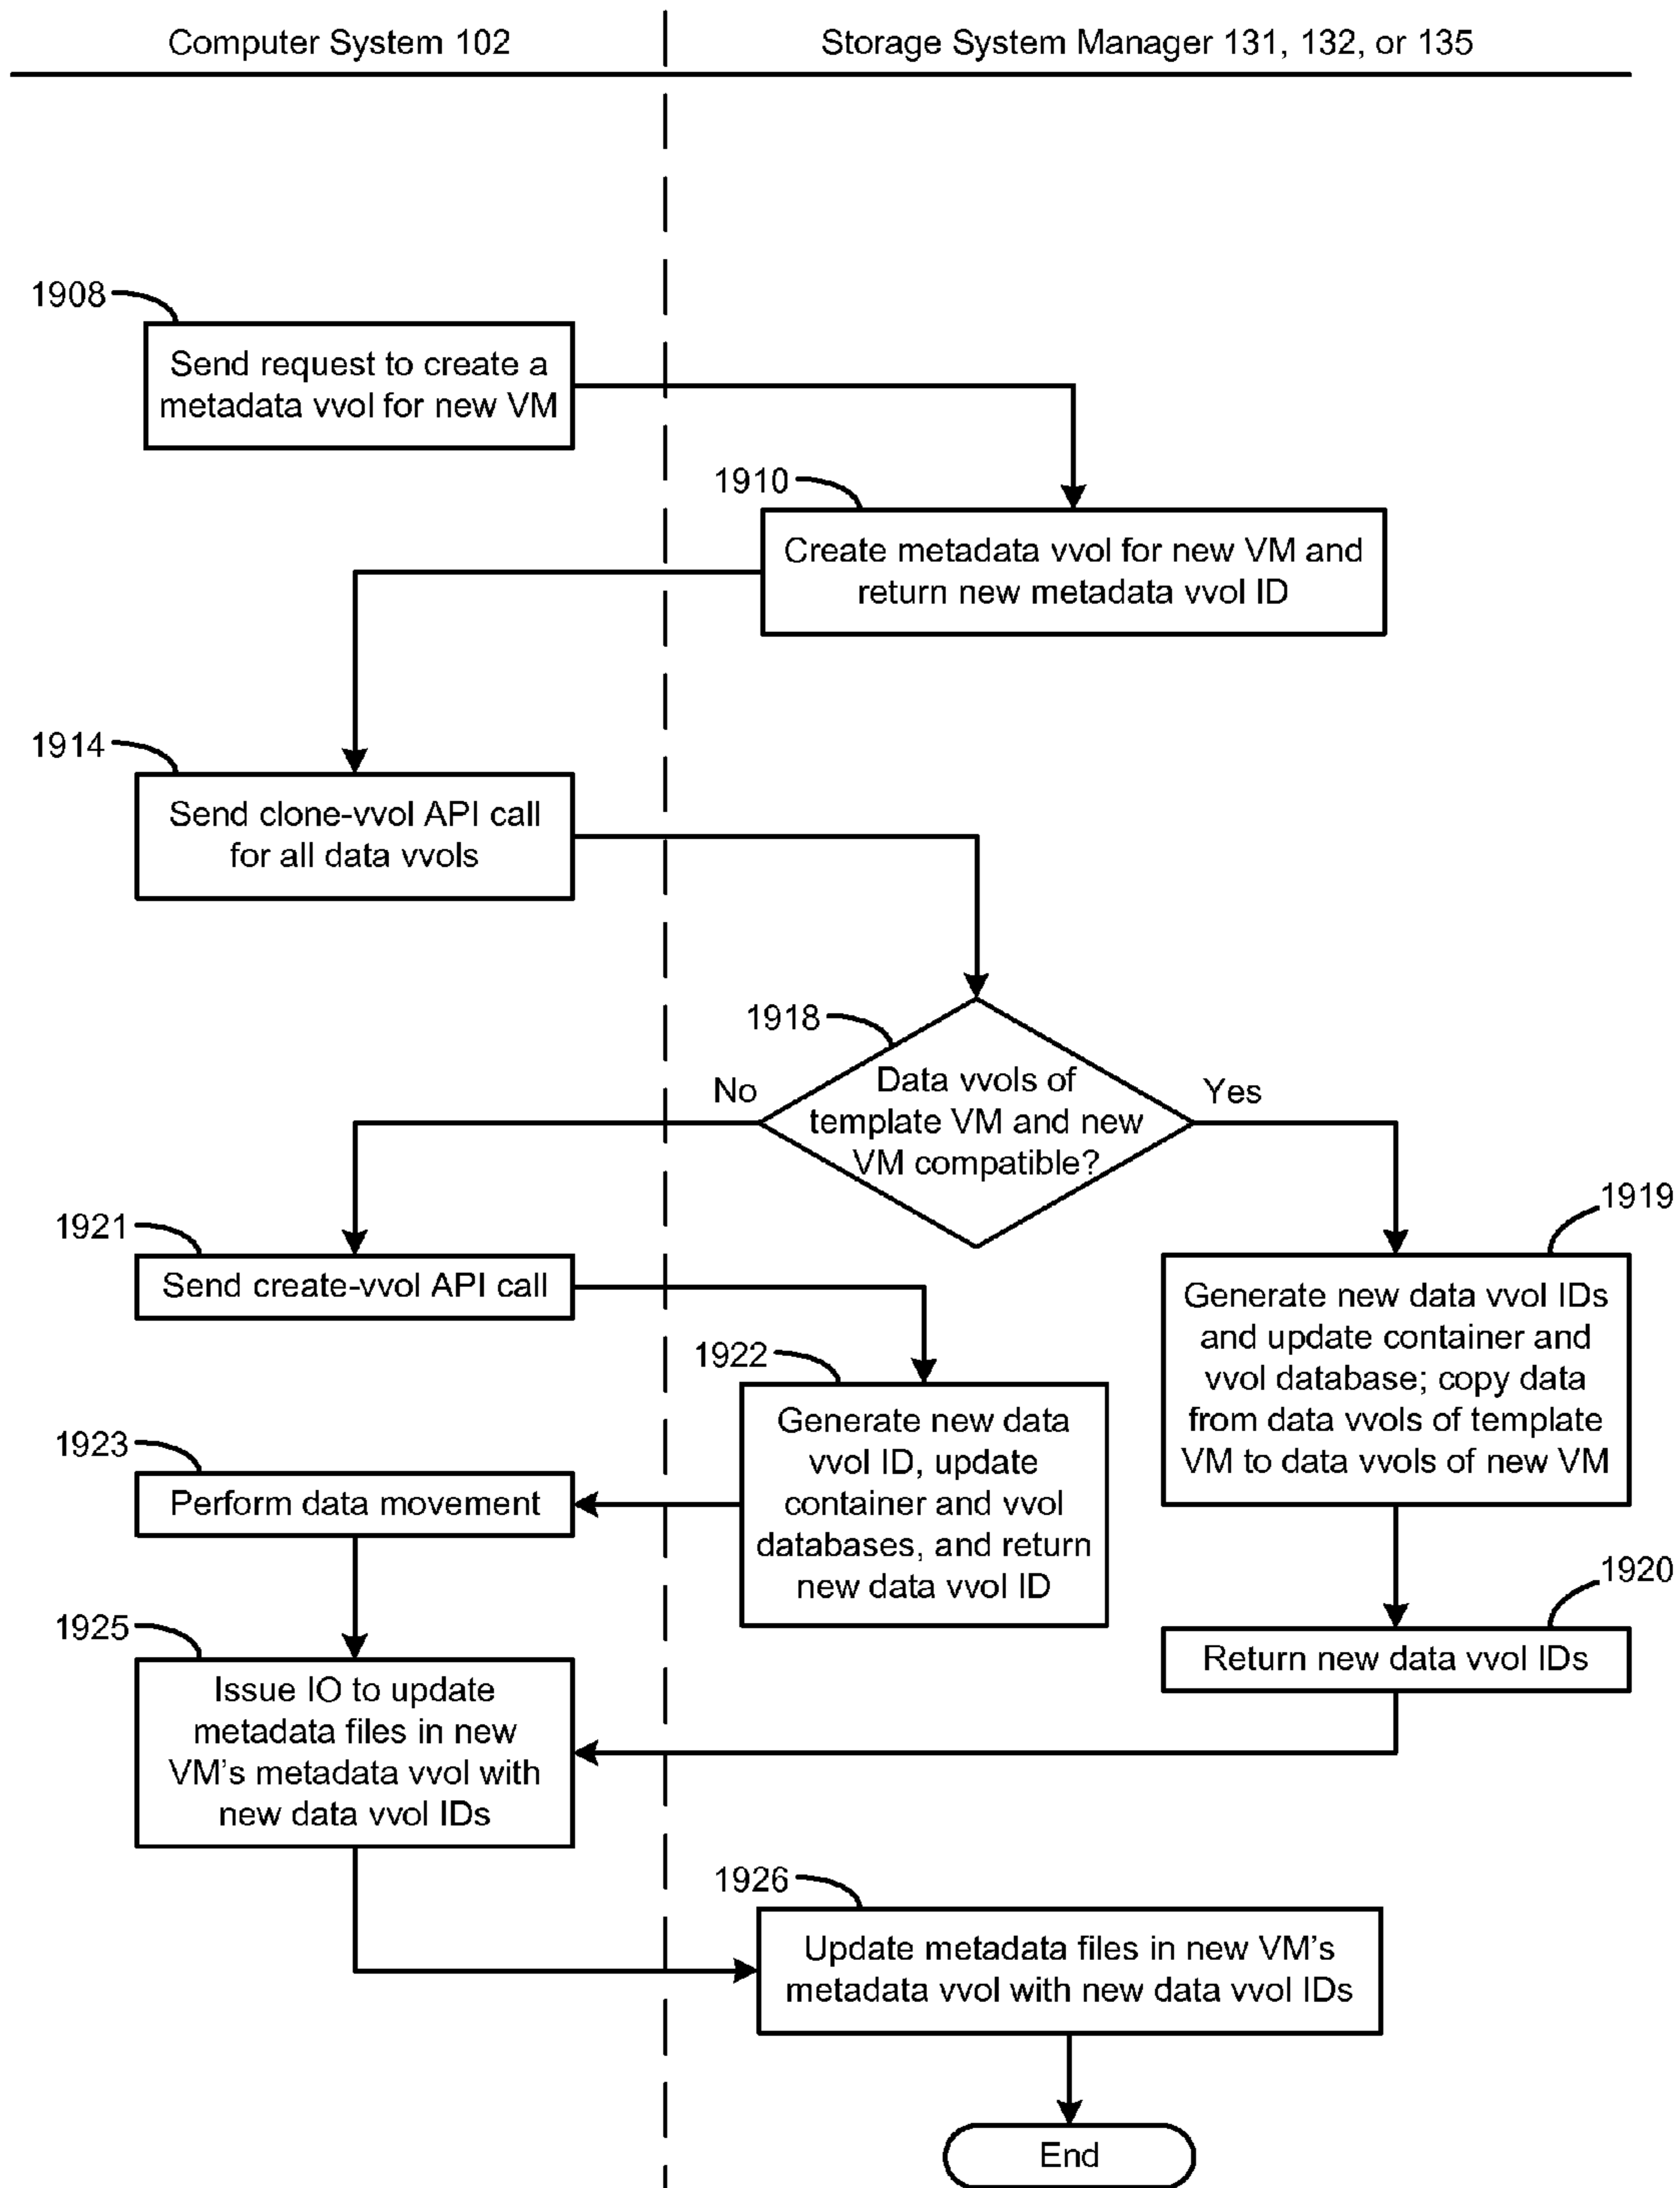 Computer System 102
Storage System Manager 131, 132, or 135
1908
Send request to create a
metadata vvol for new VM
1910
Create metadata vvol for new VM and
return new metadata vvol ID
1914
Send clone-vvol API call
for all data vvols
1918
Data vvols of
template VM and new
VM compatible?
No
Yes
1921
Send create-vvol API call
1919
Generate new data vvol IDs
and update container and
vvol database; copy data
from data vvols of template
VM to data vvols of new VM
1922
Generate new data
vvol ID, update
container and vvol
databases, and return
new data vvol ID
1923
Perform data movement
1920
Return new data vvol IDs
1925
Issue IO to update
metadata files in new
VM's metadata vvol with
new data vvol IDs
1926
Update metadata files in new VM's
metadata vvol with new data vvol IDs
End